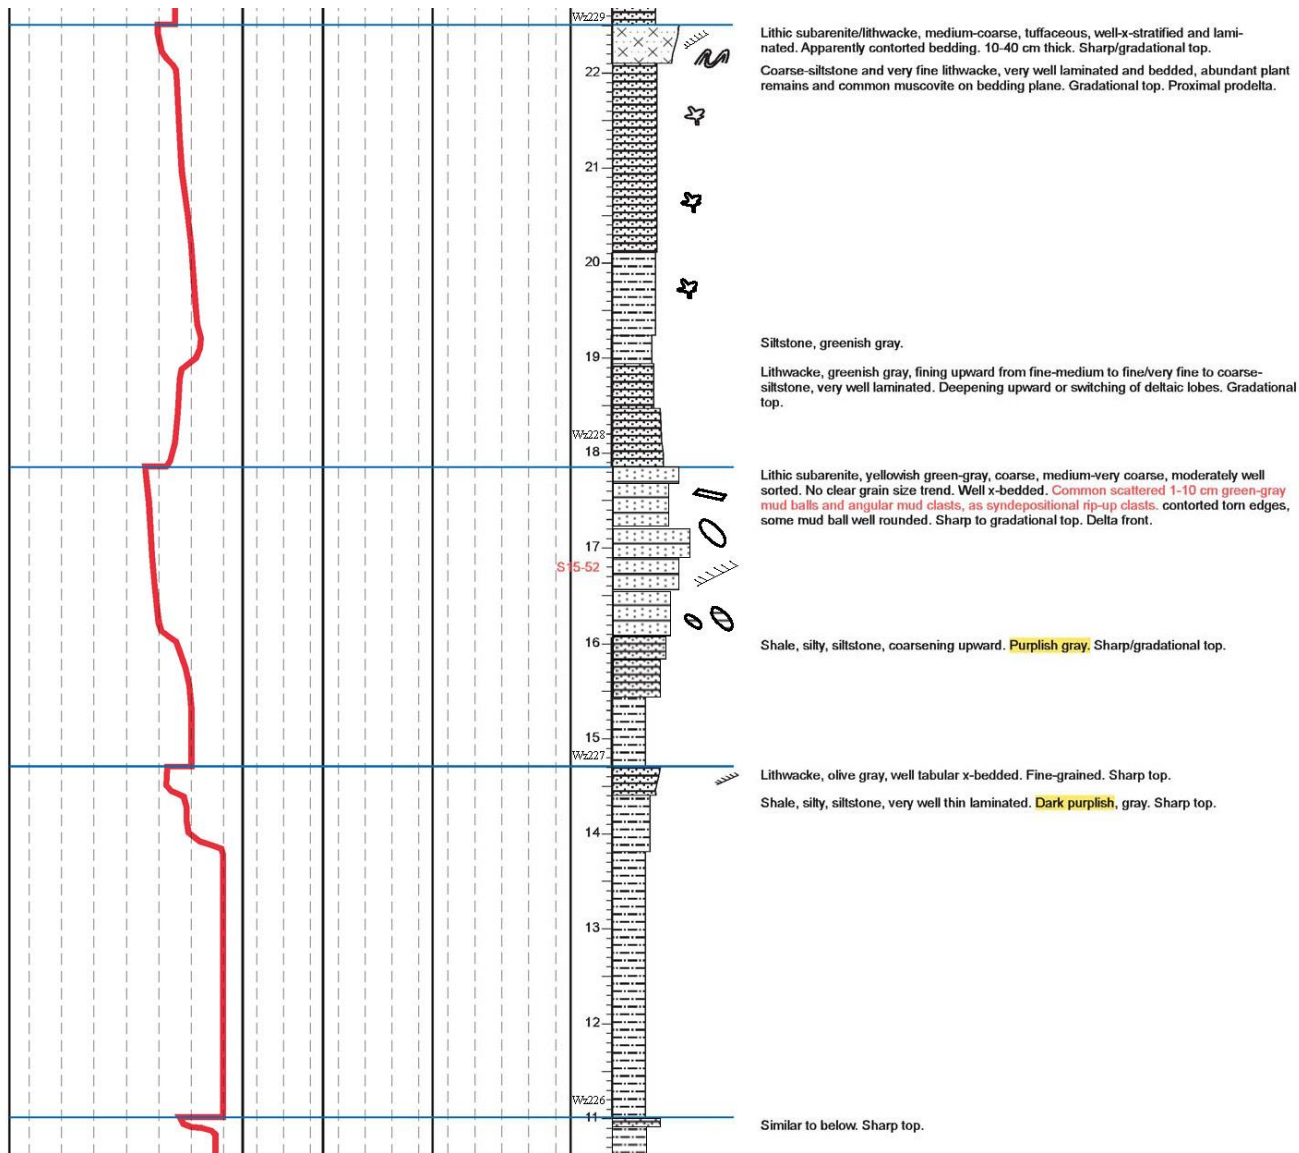 Wz229
Lithic subarenite/lithwacke, medium-coarse, tuffaceous, well-x-stratified and lami-
nated. Apparently contorted bedding. 10-40 cm thick. Sharp/gradational top.
22
Coarse-siltstone and very fine lithwacke, very well laminated and bedded, abundant plant
remains and common muscovite on bedding plane. Gradational top. Proximal prodelta.
21
20
Siltstone, greenish gray.
19
Lithwacke, greenish gray, fining upward from fine-medium to fine/very fine to coarse-
siltstone, very well laminated. Deepening upward or switching of deltaic lobes. Gradational
top.
Wz228
18
Lithic subarenite, yellowish green-gray, coarse, medium-very coarse, moderately well
sorted. No clear grain size trend. Well x-bedded. Common scattered 1-10 cm green-gray
mud balls and angular mud clasts, as syndepositional rip-up clasts. contorted torn edges,
some mud ball well rounded. Sharp to gradational top. Delta front.
17
S15-52
16
Shale, silty, siltstone, coarsening upward. Purplish gray. Sharp/gradational top.
15
Wz227
Lithwacke, olive gray, well tabular x-bedded. Fine-grained. Sharp top.
Shale, silty, siltstone, very well thin laminated. Dark purplish, gray. Sharp top.
14
13
12
Wz226
11
Similar to below. Sharp top.